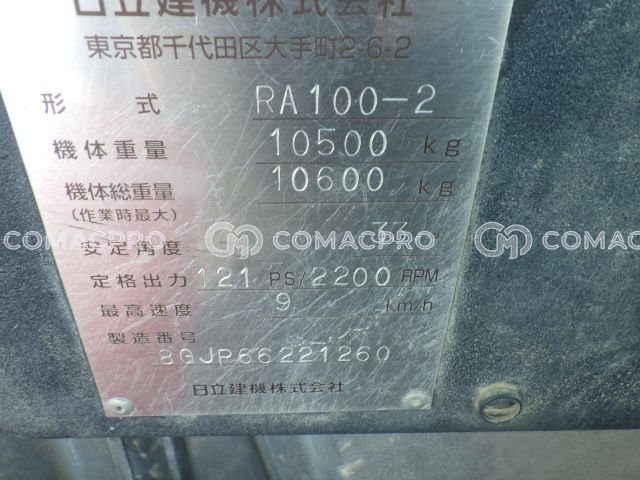 日立建機株式会社
東京都千代田区大手町2-6-2
形 式 RA100-2
機体重量 10500 kg
機体総重量 10600 kg
(作業時最大)
安定角度 33 °
定格出力 121 PS/2200 RPM
最高速度 9 km/h
製造番号
日立建機株式会社
COMACPRO COMACPRO COMACPRO